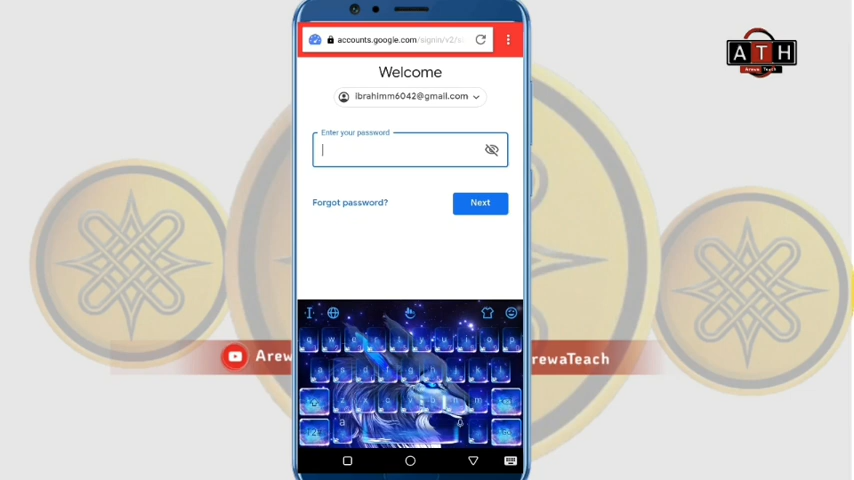 accounts.google.com/signin/v2/s
ATH
Arewa Teach
Welcome
ibrahimm6042@gmail.com
Enter your password
Forgot password?
Next
q w e r t y u i o p
a s d f g h j k l
z x c v b n m
Arew
rewaTeach